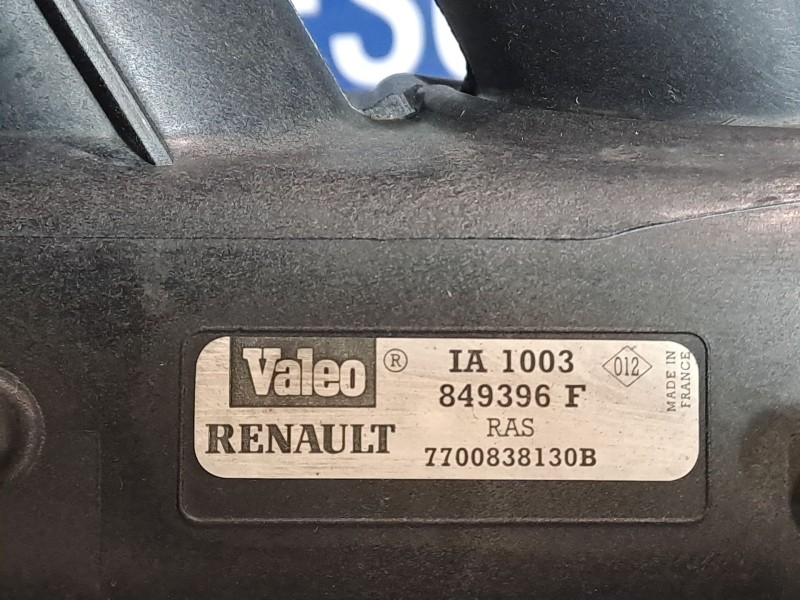 Valeo ® IA 1003 012
849396 F
RENAULT RAS
7700838130B
MADE IN
FRANCE